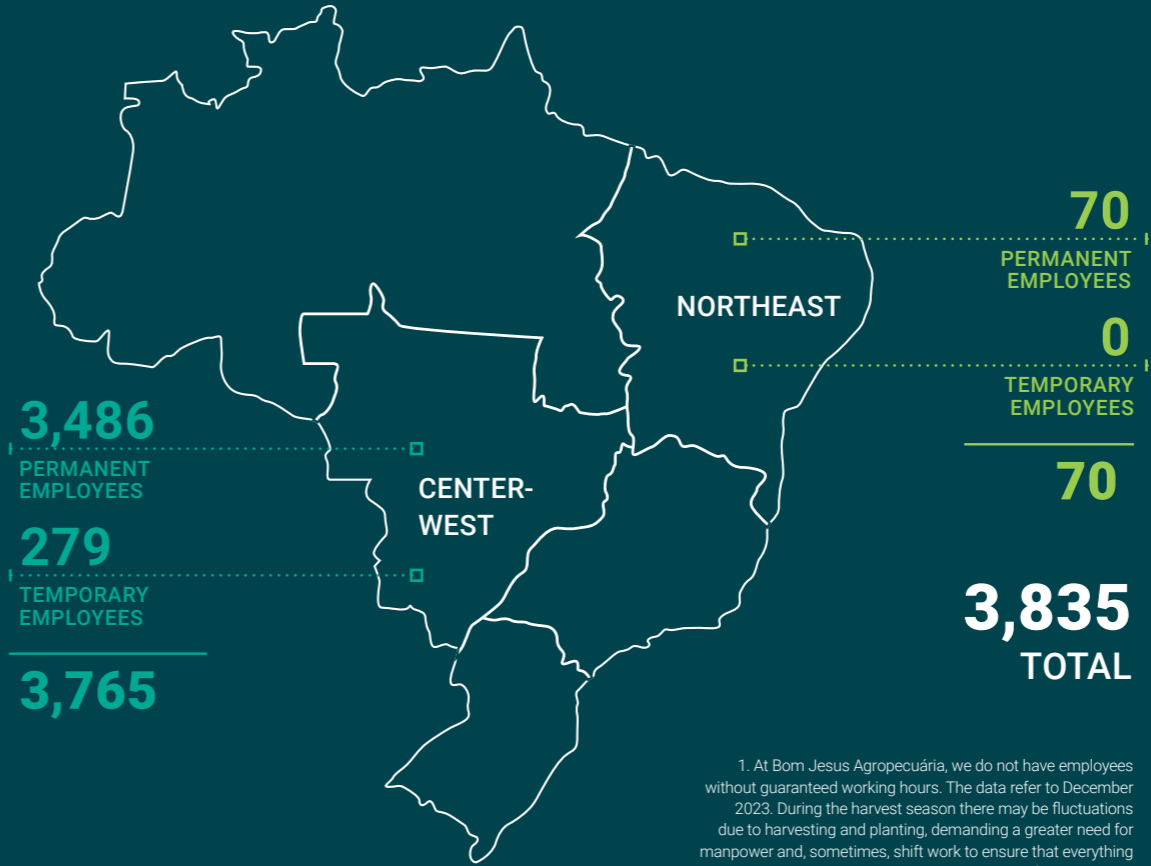 70
PERMANENT
EMPLOYEES
NORTHEAST
0
TEMPORARY
EMPLOYEES
70
3,486
PERMANENT
EMPLOYEES
CENTER-
WEST
279
TEMPORARY
EMPLOYEES
3,765
3,835
TOTAL
1. At Bom Jesus Agropecuária, we do not have employees
without guaranteed working hours. The data refer to December
2023. During the harvest season there may be fluctuations
due to harvesting and planting, demanding a greater need for
manpower and, sometimes, shift work to ensure that everything